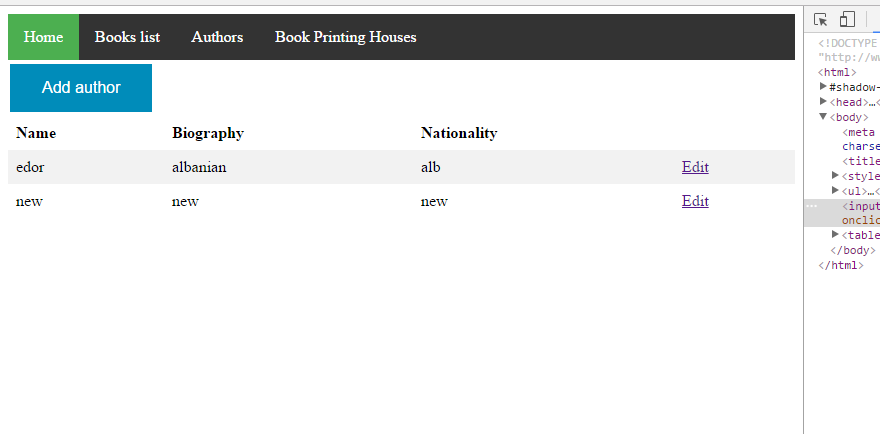 Home Books list Authors Book Printing Houses
Add author
Name Biography Nationality
edor albanian alb Edit
new new new Edit
<!DOCTYPE
"http://w
<html>
#shadow-
<head>…<
<body>
<meta
charse
<title
<style
<ul>…<
… <input
onclic
<table
</body>
</html>